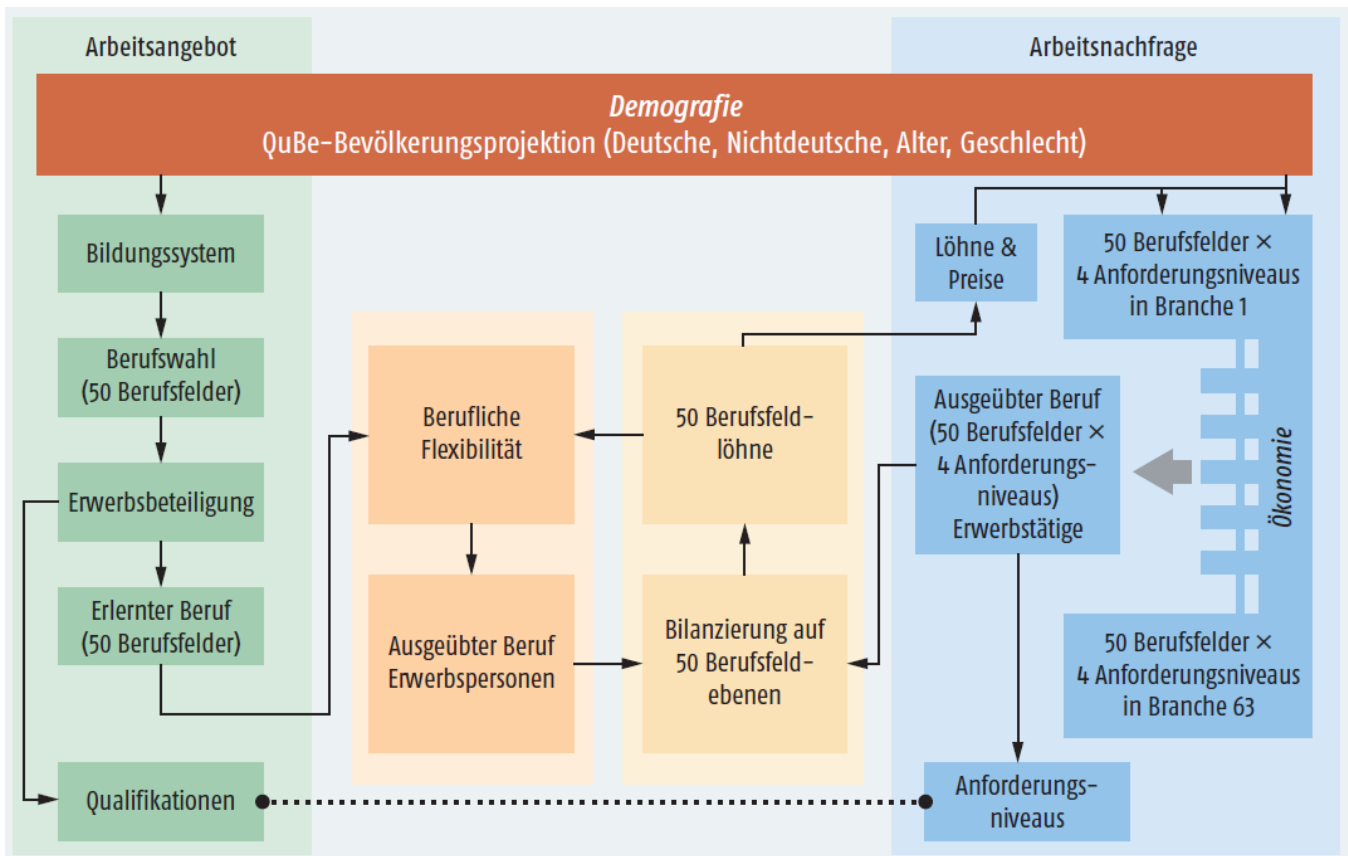 Arbeitsangebot
Arbeitsnachfrage
Demografie
QuBe-Bevölkerungsprojektion (Deutsche, Nichtdeutsche, Alter, Geschlecht)
Bildungssystem
Berufswahl
(50 Berufsfelder)
Erwerbsbeteiligung
Erlernter Beruf
(50 Berufsfelder)
Qualifikationen
Berufliche
Flexibilität
Ausgeübter Beruf
Erwerbspersonen
50 Berufsfeld-
löhne
Bilanzierung auf
50 Berufsfeld-
ebenen
Löhne &
Preise
50 Berufsfelder ×
4 Anforderungsniveaus
in Branche 1
Ausgeübter Beruf
(50 Berufsfelder ×
4 Anforderungs-
niveaus)
Erwerbstätige
Ökonomie
50 Berufsfelder ×
4 Anforderungsniveaus
in Branche 63
Anforderungs-
niveaus